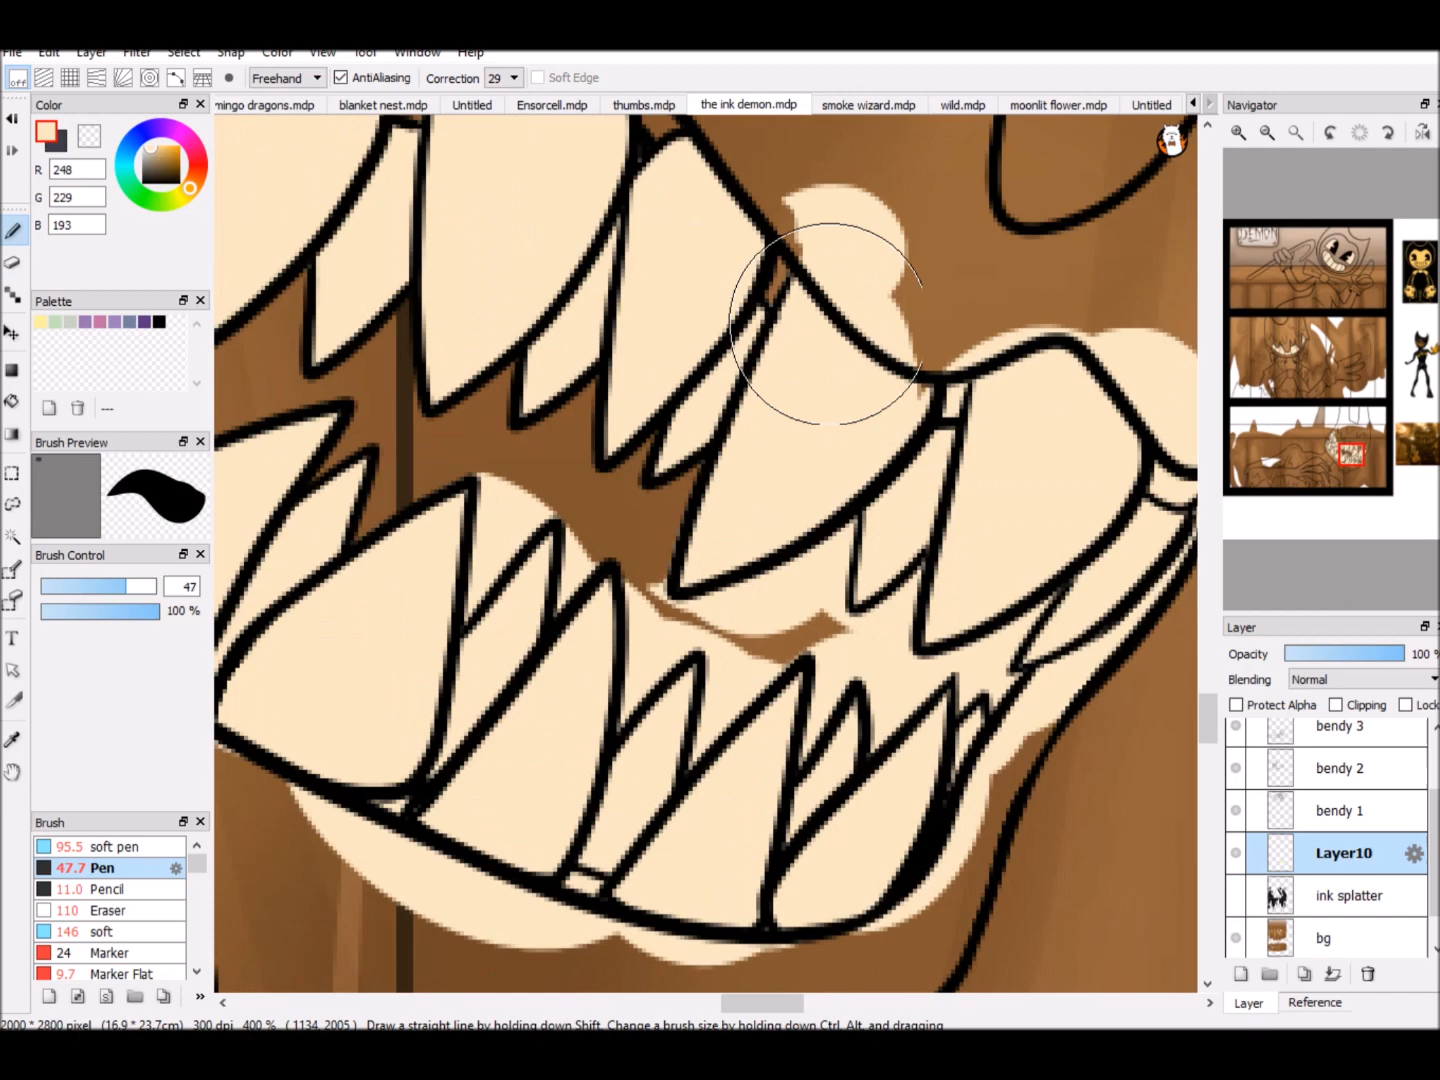 File Edit Layer Filter Select Snap Color View Tool Window Help
off Freehand AntiAliasing Correction 29 Soft Edge
Color
mingo dragons.mdp blanket nest.mdp Untitled Ensorcell.mdp thumbs.mdp the ink demon.mdp smoke wizard.mdp wild.mdp moonlit flower.mdp Untitled
Navigator
R 248
G 229
B 193
Palette
---
Brush Preview
Brush Control
47
100 %
Brush
95.5 soft pen
47.7 Pen
11.0 Pencil
110 Eraser
146 soft
24 Marker
9.7 Marker Flat
DEMON
Layer
Opacity 100 %
Blending Normal
Protect Alpha Clipping Lock
bendy 3
bendy 2
bendy 1
Layer10
ink splatter
bg
Layer Reference
2000 * 2800 pixel (16.9 * 23.7cm) 300 dpi 400 % ( 1134, 2005 ) Draw a straight line by holding down Shift, Change a brush size by holding down Ctrl, Alt, and dragging